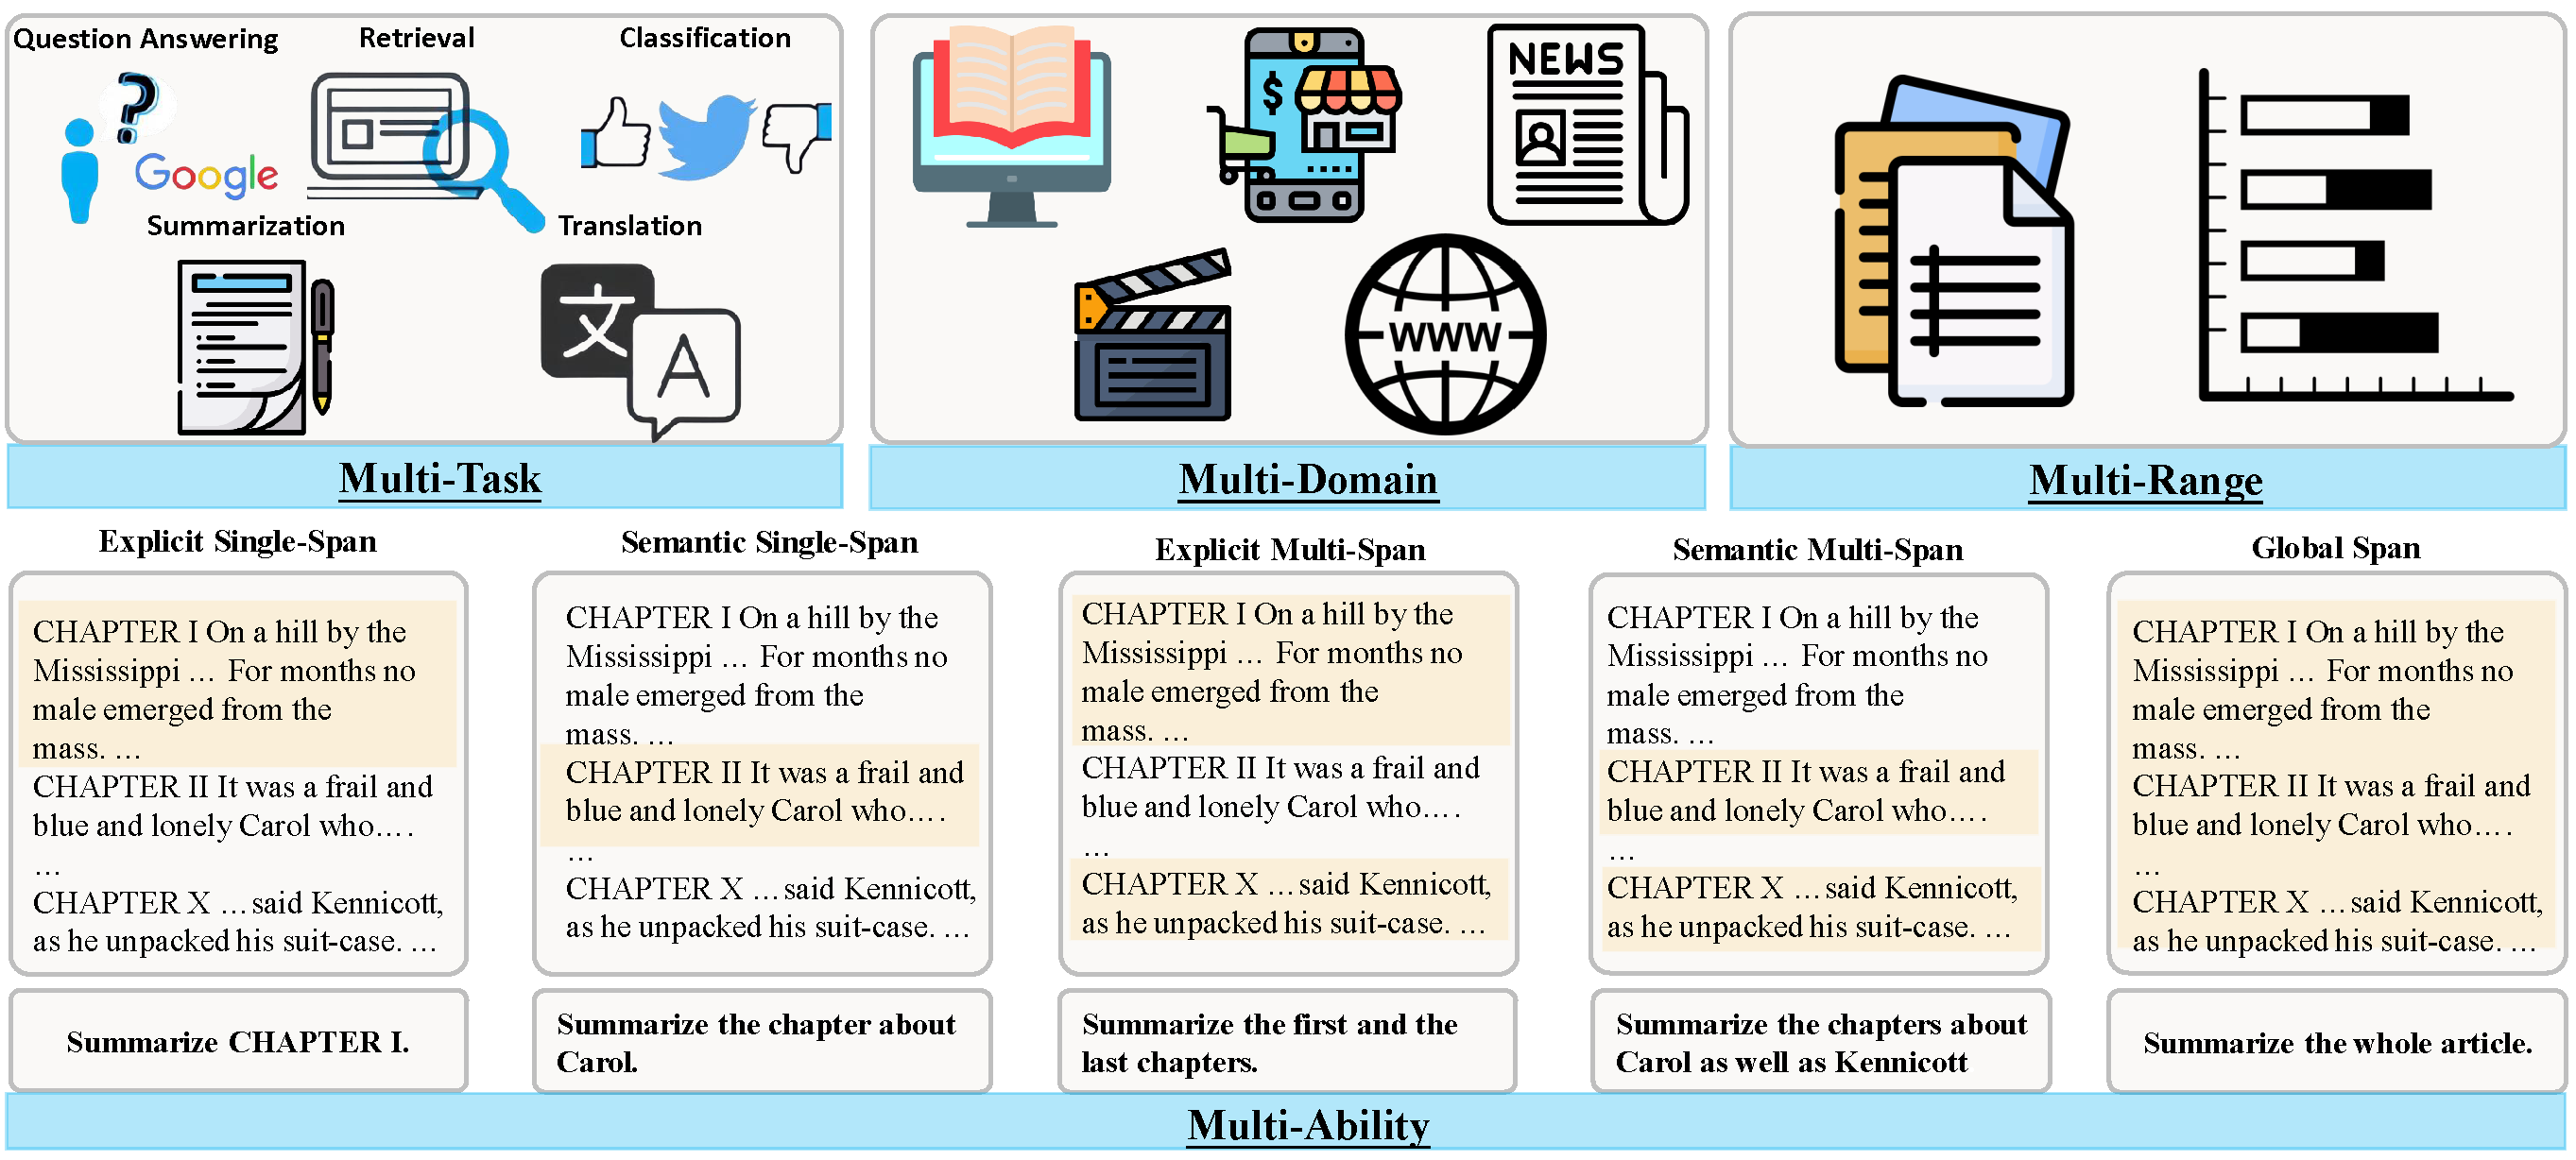 Question Answering
Retrieval
Classification
?
Google
Summarization
Translation
文
A
$
NEWS
WWW
Multi-Task
Multi-Domain
Multi-Range
Explicit Single-Span
CHAPTER I On a hill by the
Mississippi … For months no
male emerged from the
mass. …
CHAPTER II It was a frail and
blue and lonely Carol who….
…
CHAPTER X …said Kennicott,
as he unpacked his suit-case. …
Summarize CHAPTER I.
Semantic Single-Span
CHAPTER I On a hill by the
Mississippi … For months no
male emerged from the
mass. …
CHAPTER II It was a frail and
blue and lonely Carol who….
…
CHAPTER X …said Kennicott,
as he unpacked his suit-case. …
Summarize the chapter about
Carol.
Explicit Multi-Span
CHAPTER I On a hill by the
Mississippi … For months no
male emerged from the
mass. …
CHAPTER II It was a frail and
blue and lonely Carol who….
…
CHAPTER X …said Kennicott,
as he unpacked his suit-case. …
Summarize the first and the
last chapters.
Semantic Multi-Span
CHAPTER I On a hill by the
Mississippi … For months no
male emerged from the
mass. …
CHAPTER II It was a frail and
blue and lonely Carol who….
…
CHAPTER X …said Kennicott,
as he unpacked his suit-case. …
Summarize the chapters about
Carol as well as Kennicott
Global Span
CHAPTER I On a hill by the
Mississippi … For months no
male emerged from the
mass. …
CHAPTER II It was a frail and
blue and lonely Carol who….
…
CHAPTER X …said Kennicott,
as he unpacked his suit-case. …
Summarize the whole article.
Multi-Ability